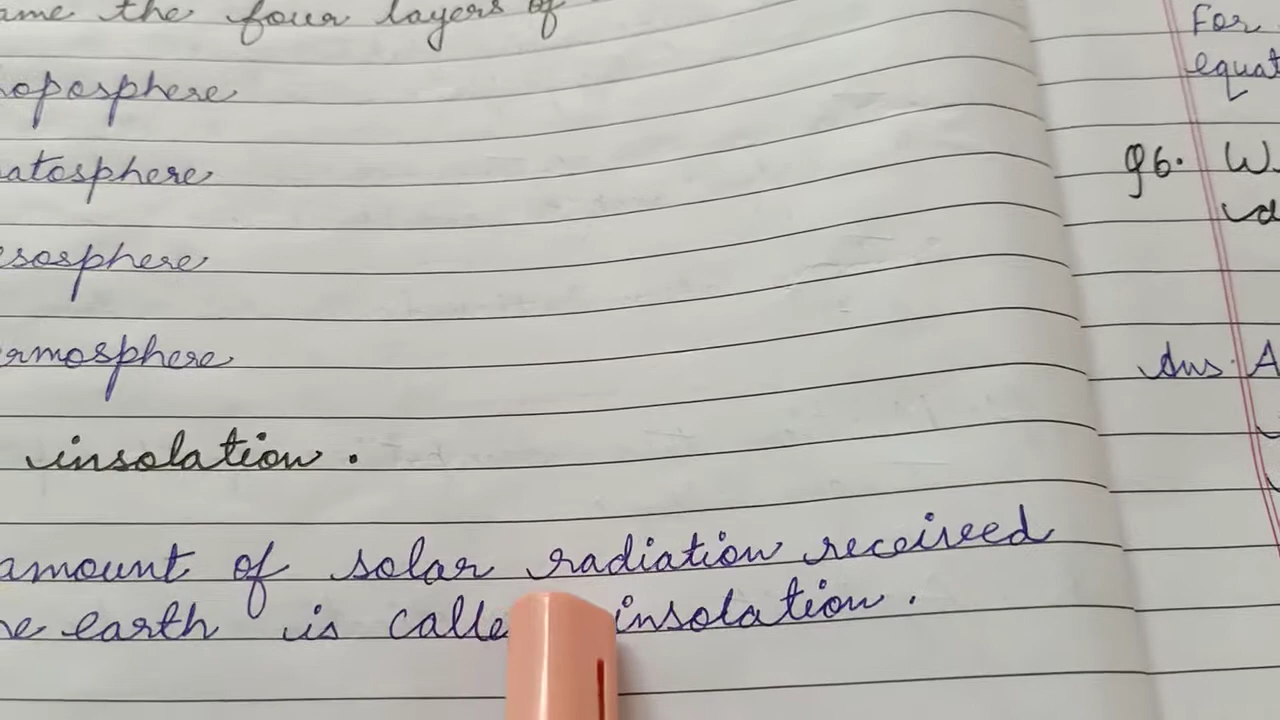 ame the four layers of
oposphere
atosphere
esosphere
ermosphere
insolation.
amount of solar radiation received
e earth is calle insolation.
For
equat
Q6. W
d
Ans. A